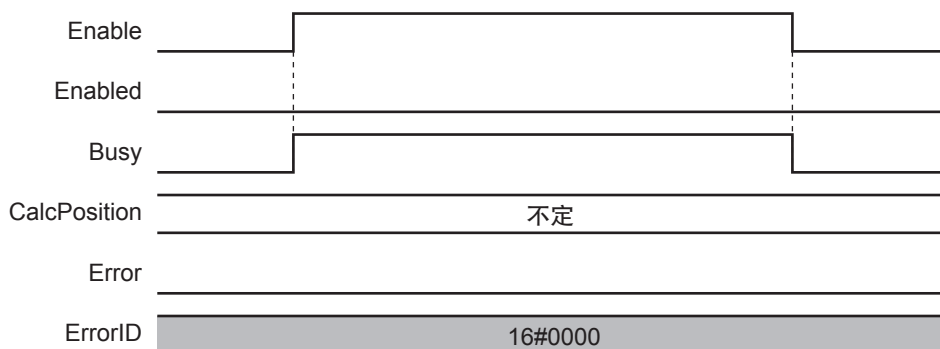 Enable
Enabled
Busy
CalcPosition
不定
Error
ErrorID
16#0000